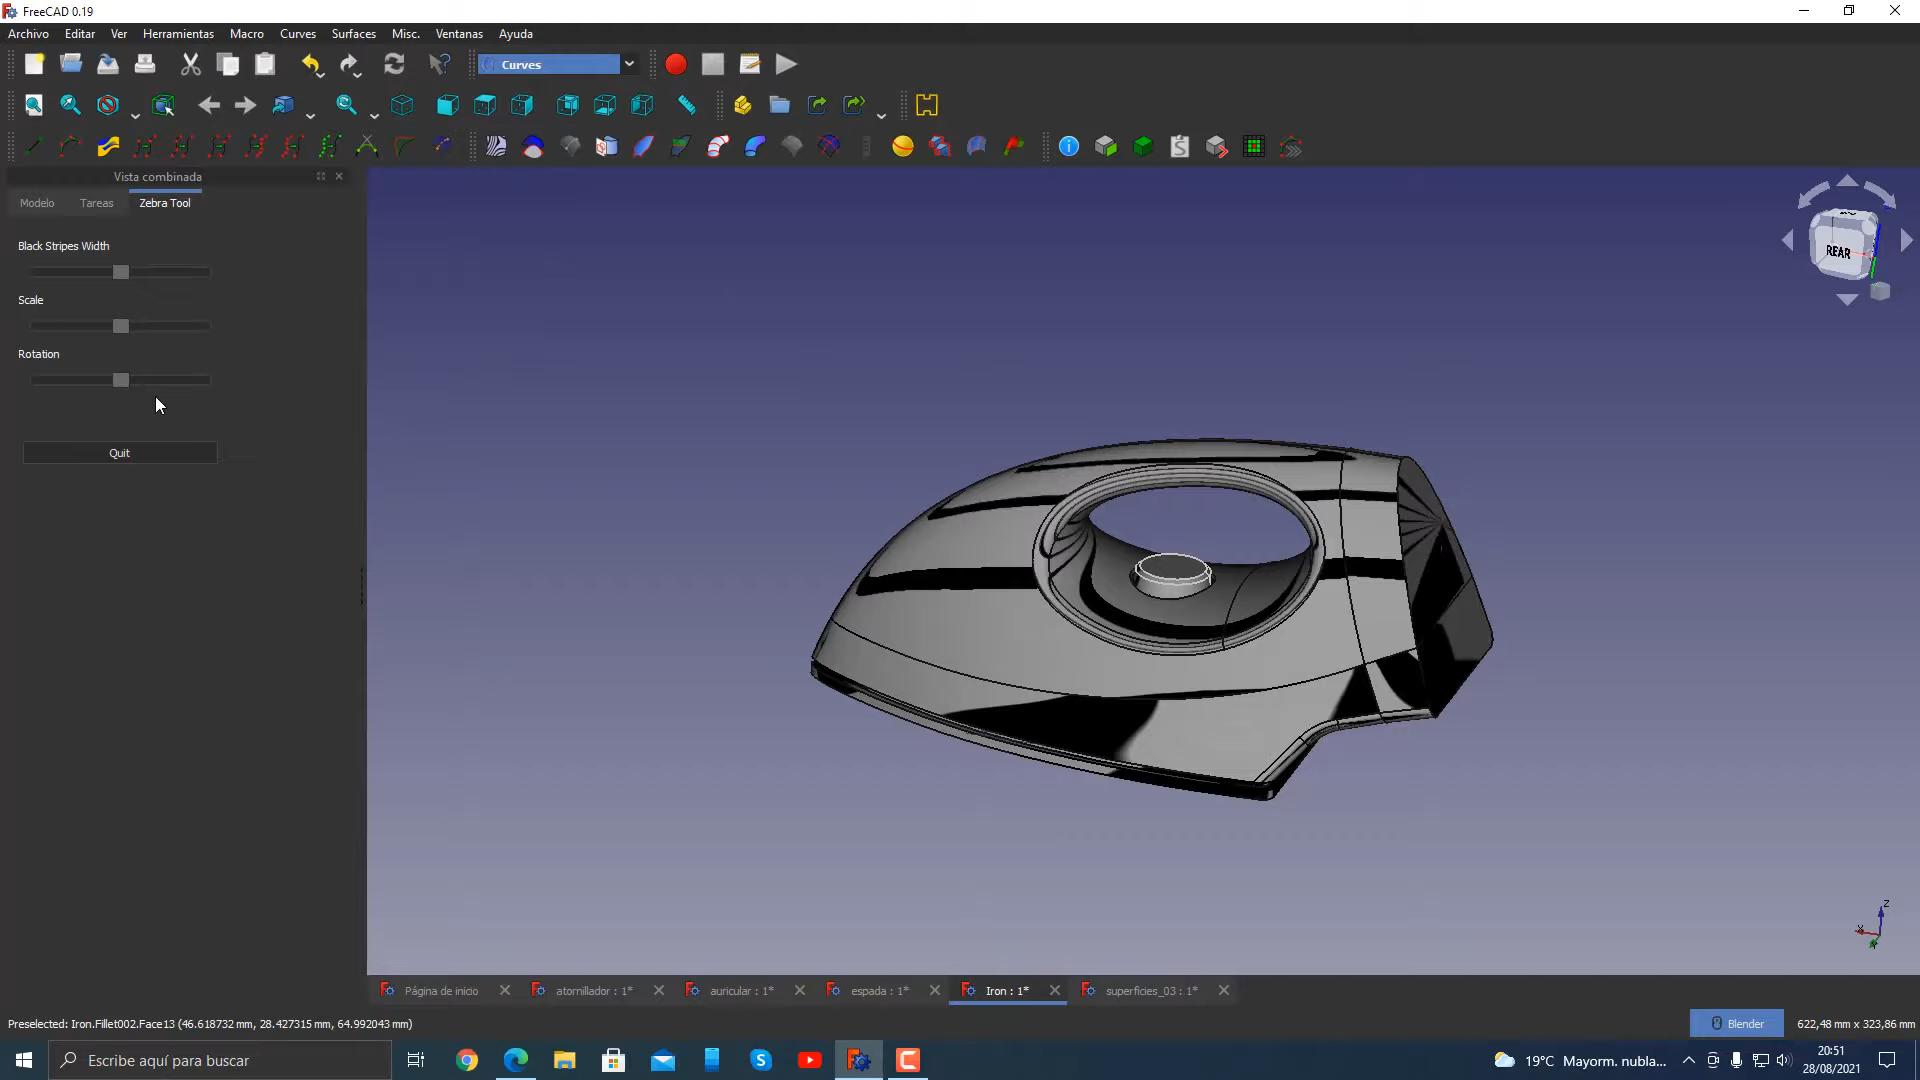 FreeCAD 0.19
Archivo Editar Ver Herramientas Macro Curves Surfaces Misc. Ventanas Ayuda
Curves
Vista combinada
Modelo Tareas Zebra Tool
Black Stripes Width
Scale
Rotation
Quit
REAR
Z
X
Página de inicio atornillador : 1* auricular : 1* espada : 1* Iron : 1* superficies_03 : 1*
Preselected: Iron.Fillet002.Face13 (46.618732 mm, 28.427315 mm, 64.992043 mm)
Blender 622,48 mm x 323,86 mm
Escribe aquí para buscar
19°C Mayorm. nubla...
20:51
28/08/2021